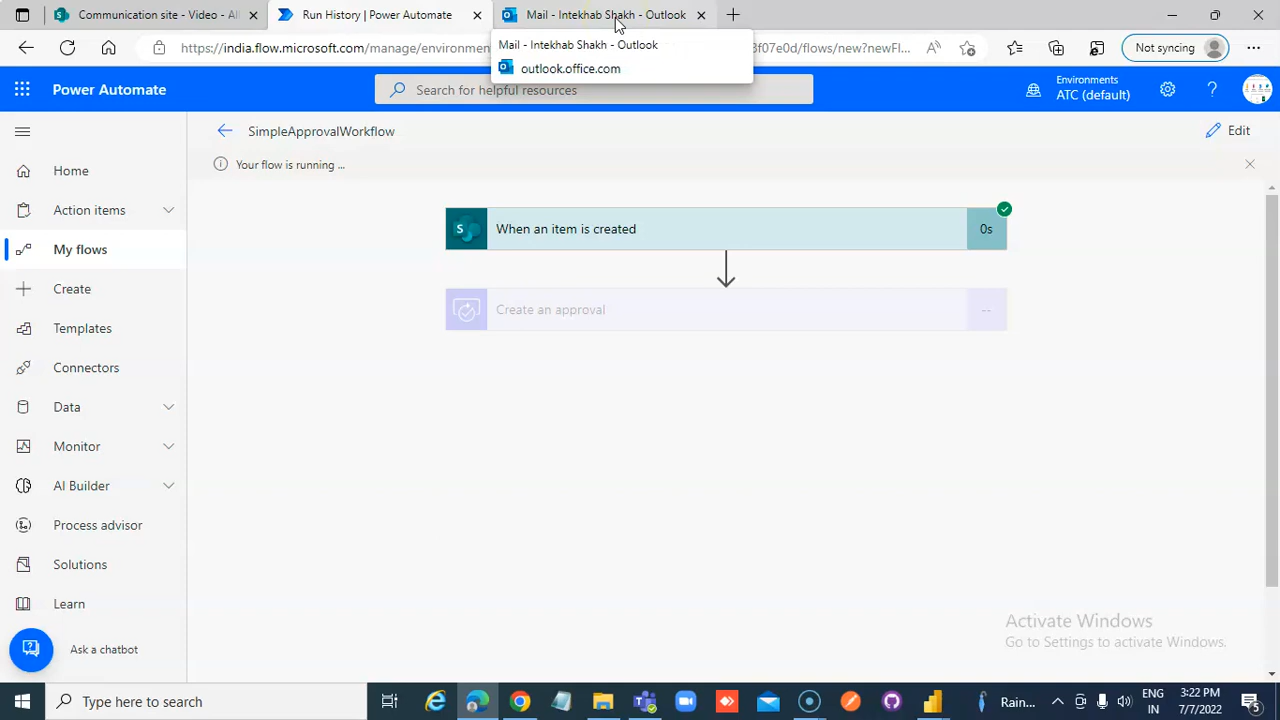 Communication site - Video - All
Run History | Power Automate
Mail - Intekhab Shakh - Outlook
https://india.flow.microsoft.com/manage/environment
3f07e0d/flows/new?newFl...
Not syncing
Mail - Intekhab Shakh - Outlook
outlook.office.com
Power Automate
Search for helpful resources
Environments
ATC (default)
SimpleApprovalWorkflow
Edit
Your flow is running ...
Home
Action items
My flows
Create
Templates
Connectors
Data
Monitor
AI Builder
Process advisor
Solutions
Learn
Ask a chatbot
When an item is created
0s
Create an approval
--
Activate Windows
Go to Settings to activate Windows.
Type here to search
Rain...
ENG
IN
3:22 PM
7/7/2022
5